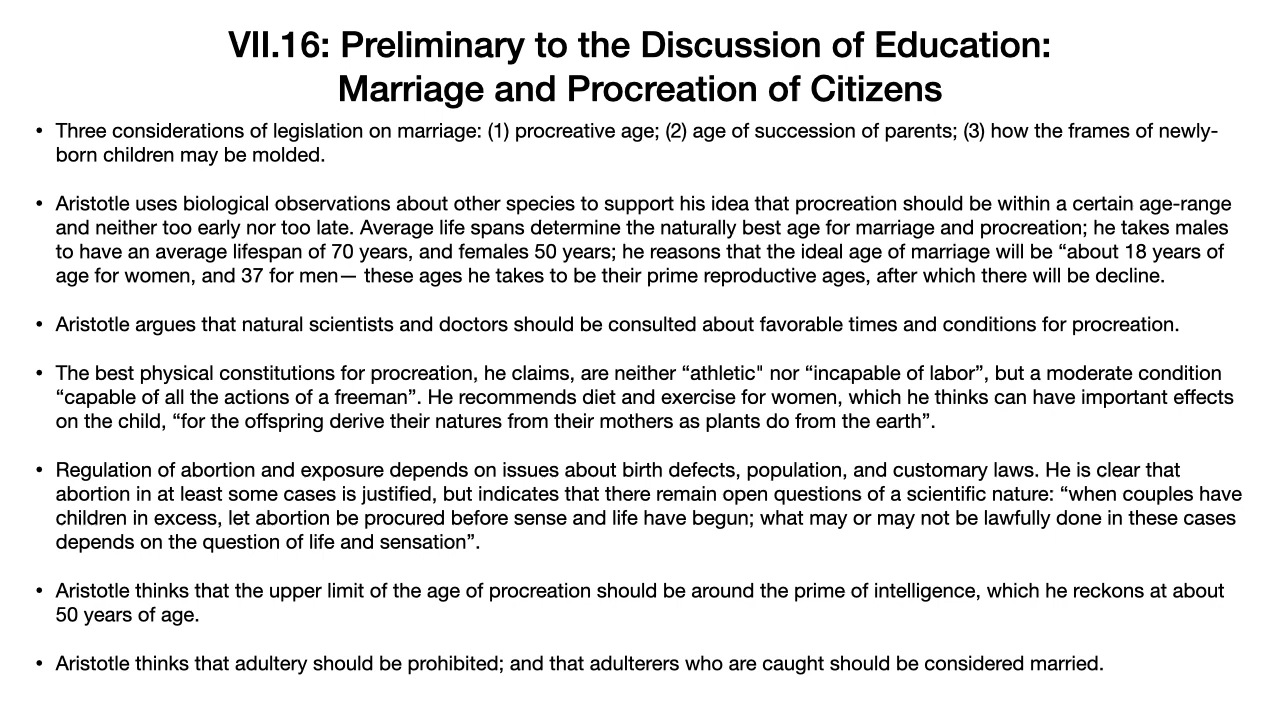 VII.16: Preliminary to the Discussion of Education:
Marriage and Procreation of Citizens
• Three considerations of legislation on marriage: (1) procreative age; (2) age of succession of parents; (3) how the frames of newly-
born children may be molded.
• Aristotle uses biological observations about other species to support his idea that procreation should be within a certain age-range
and neither too early nor too late. Average life spans determine the naturally best age for marriage and procreation; he takes males
to have an average lifespan of 70 years, and females 50 years; he reasons that the ideal age of marriage will be “about 18 years of
age for women, and 37 for men— these ages he takes to be their prime reproductive ages, after which there will be decline.
• Aristotle argues that natural scientists and doctors should be consulted about favorable times and conditions for procreation.
• The best physical constitutions for procreation, he claims, are neither “athletic" nor “incapable of labor”, but a moderate condition
“capable of all the actions of a freeman”. He recommends diet and exercise for women, which he thinks can have important effects
on the child, “for the offspring derive their natures from their mothers as plants do from the earth”.
• Regulation of abortion and exposure depends on issues about birth defects, population, and customary laws. He is clear that
abortion in at least some cases is justified, but indicates that there remain open questions of a scientific nature: “when couples have
children in excess, let abortion be procured before sense and life have begun; what may or may not be lawfully done in these cases
depends on the question of life and sensation”.
• Aristotle thinks that the upper limit of the age of procreation should be around the prime of intelligence, which he reckons at about
50 years of age.
• Aristotle thinks that adultery should be prohibited; and that adulterers who are caught should be considered married.